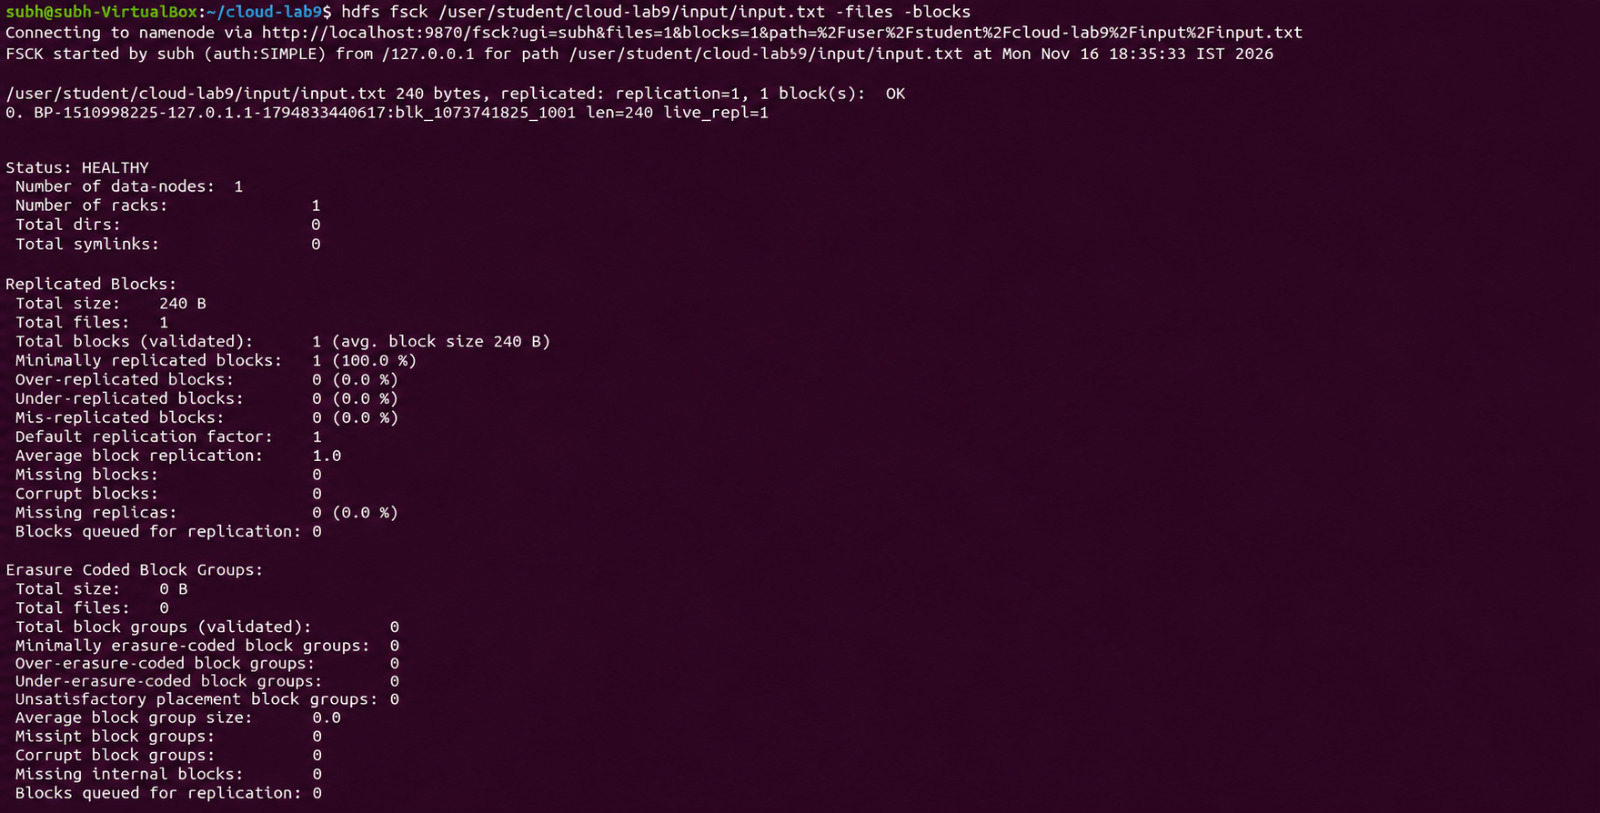 subh@subh-VirtualBox:~/cloud-lab9$ hdfs fsck /user/student/cloud-lab9/input/input.txt -files -blocks
Connecting to namenode via http://localhost:9870/fsck?ugi=subh&files=1&blocks=1&path=%2Fuser%2Fstudent%2Fcloud-lab9%2Finput%2Finput.txt
FSCK started by subh (auth:SIMPLE) from /127.0.0.1 for path /user/student/cloud-lab9/input/input.txt at Mon Nov 16 18:35:33 IST 2026
/user/student/cloud-lab9/input/input.txt 240 bytes, replicated: replication=1, 1 block(s):  OK
0. BP-1510998225-127.0.1.1-1794833440617:blk_1073741825_1001 len=240 live_repl=1
Status: HEALTHY
Number of data-nodes:  1
Number of racks:  1
Total dirs:  0
Total symlinks:  0
Replicated Blocks:
Total size:  240 B
Total files:  1
Total blocks (validated):  1 (avg. block size 240 B)
Minimally replicated blocks:  1 (100.0 %)
Over-replicated blocks:  0 (0.0 %)
Under-replicated blocks:  0 (0.0 %)
Mis-replicated blocks:  0 (0.0 %)
Default replication factor:  1
Average block replication:  1.0
Missing blocks:  0
Corrupt blocks:  0
Missing replicas:  0 (0.0 %)
Blocks queued for replication: 0
Erasure Coded Block Groups:
Total size:  0 B
Total files:  0
Total block groups (validated):  0
Minimally erasure-coded block groups:  0
Over-erasure-coded block groups:  0
Under-erasure-coded block groups:  0
Unsatisfactory placement block groups: 0
Average block group size:  0.0
Missipt block groups:  0
Corrupt block groups:  0
Missing internal blocks:  0
Blocks queued for replication: 0